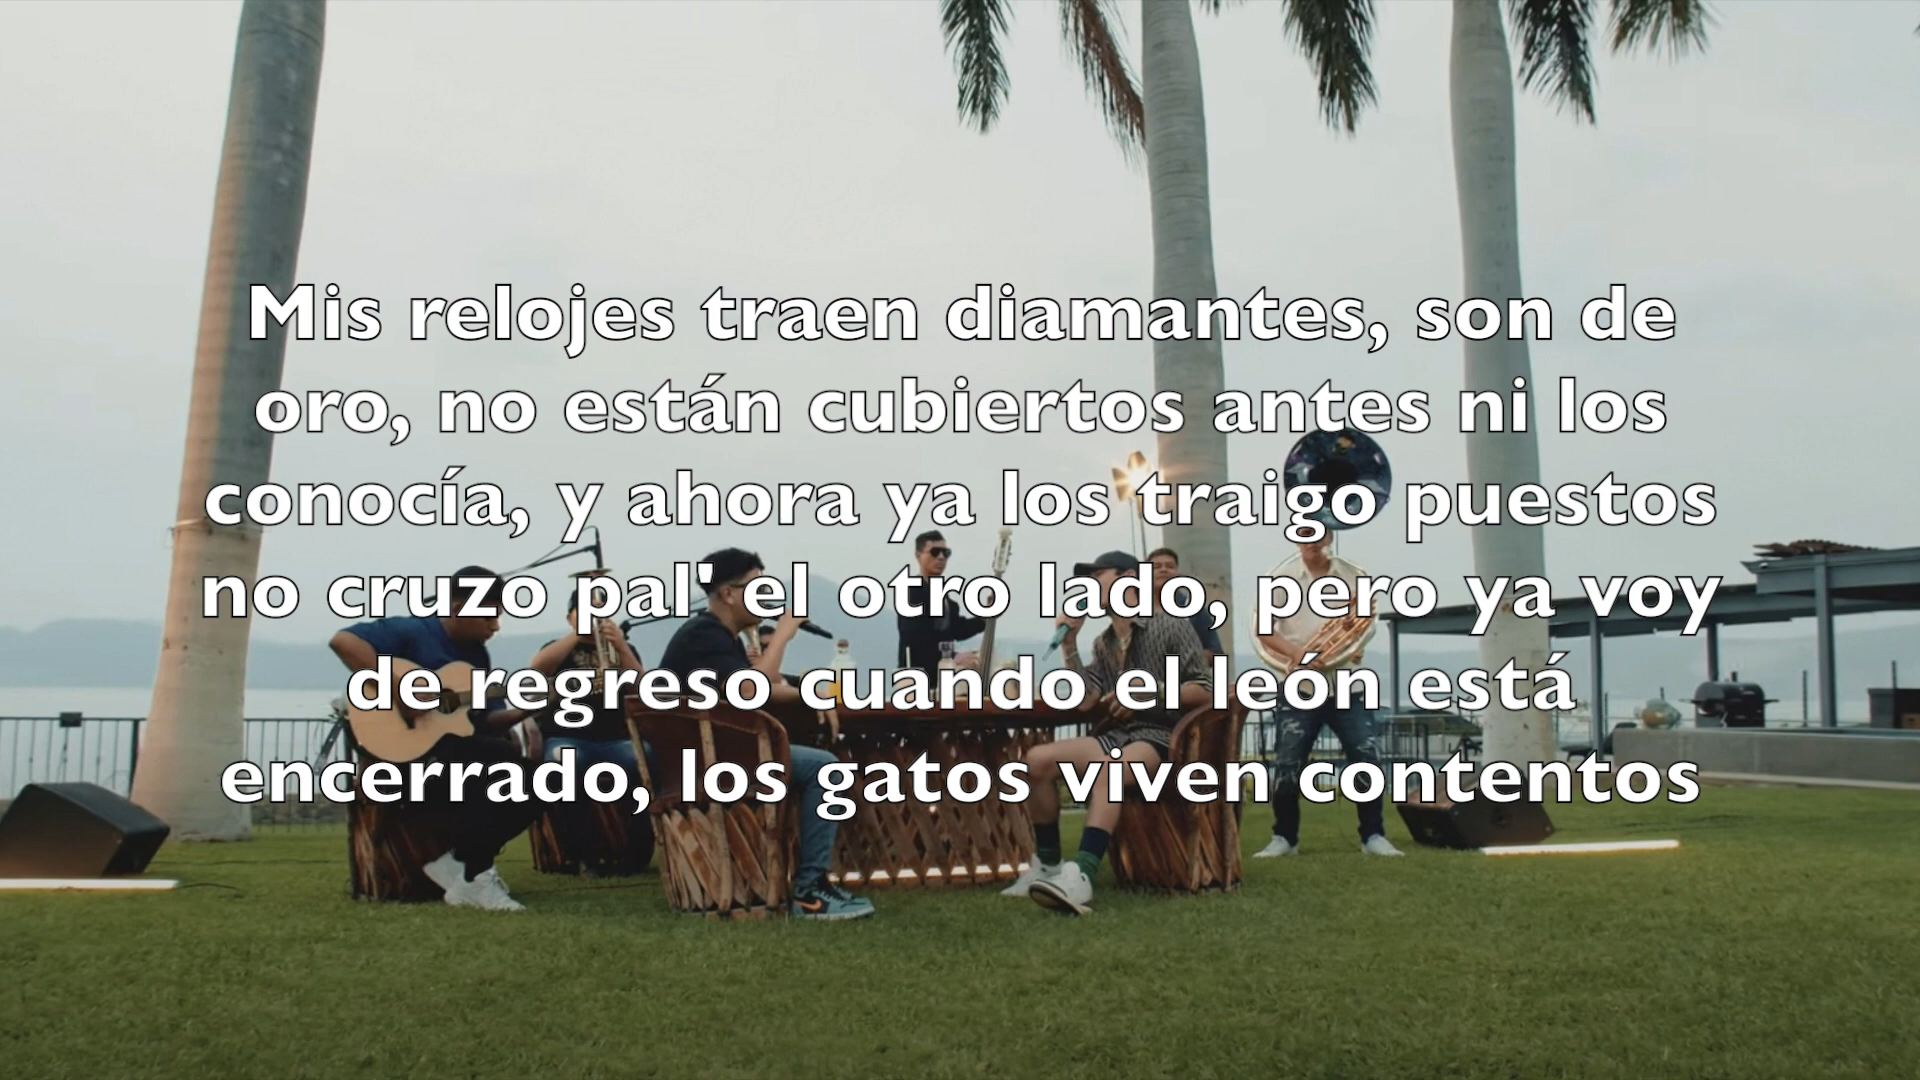 Mis relojes traen diamantes, son de
oro, no están cubiertos antes ni los
conocía, y ahora ya los traigo puestos
no cruzo pal' el otro lado, pero ya voy
de regreso cuando el león está
encerrado, los gatos viven contentos